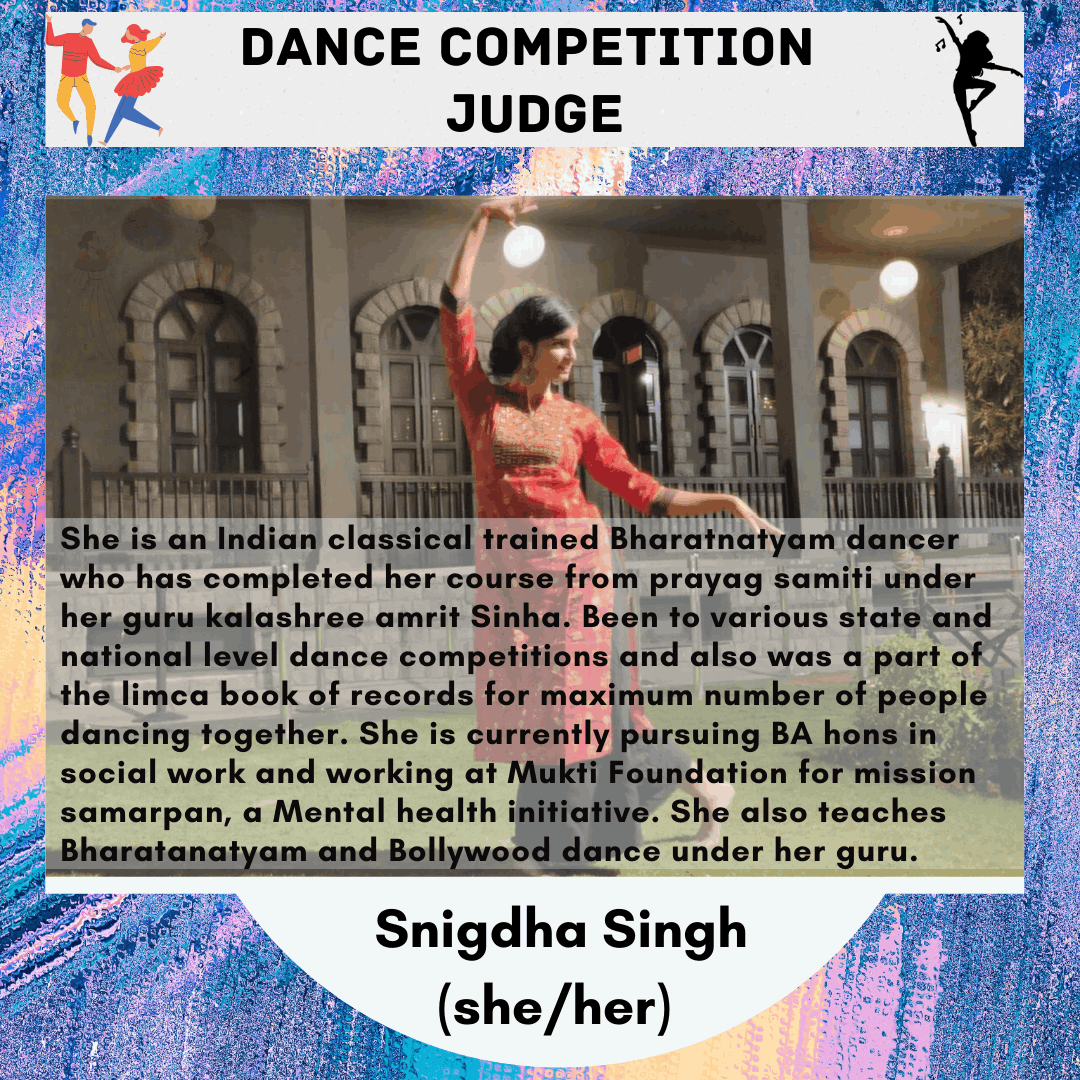 DANCE COMPETITION
JUDGE
She is an Indian classical trained Bharatnatyam dancer
who has completed her course from prayag samiti under
her guru kalashree amrit Sinha. Been to various state and
national level dance competitions and also was a part of
the limca book of records for maximum number of people
dancing together. She is currently pursuing BA hons in
social work and working at Mukti Foundation for mission
samarpan, a Mental health initiative. She also teaches
Bharatanatyam and Bollywood dance under her guru.
Snigdha Singh
(she/her)